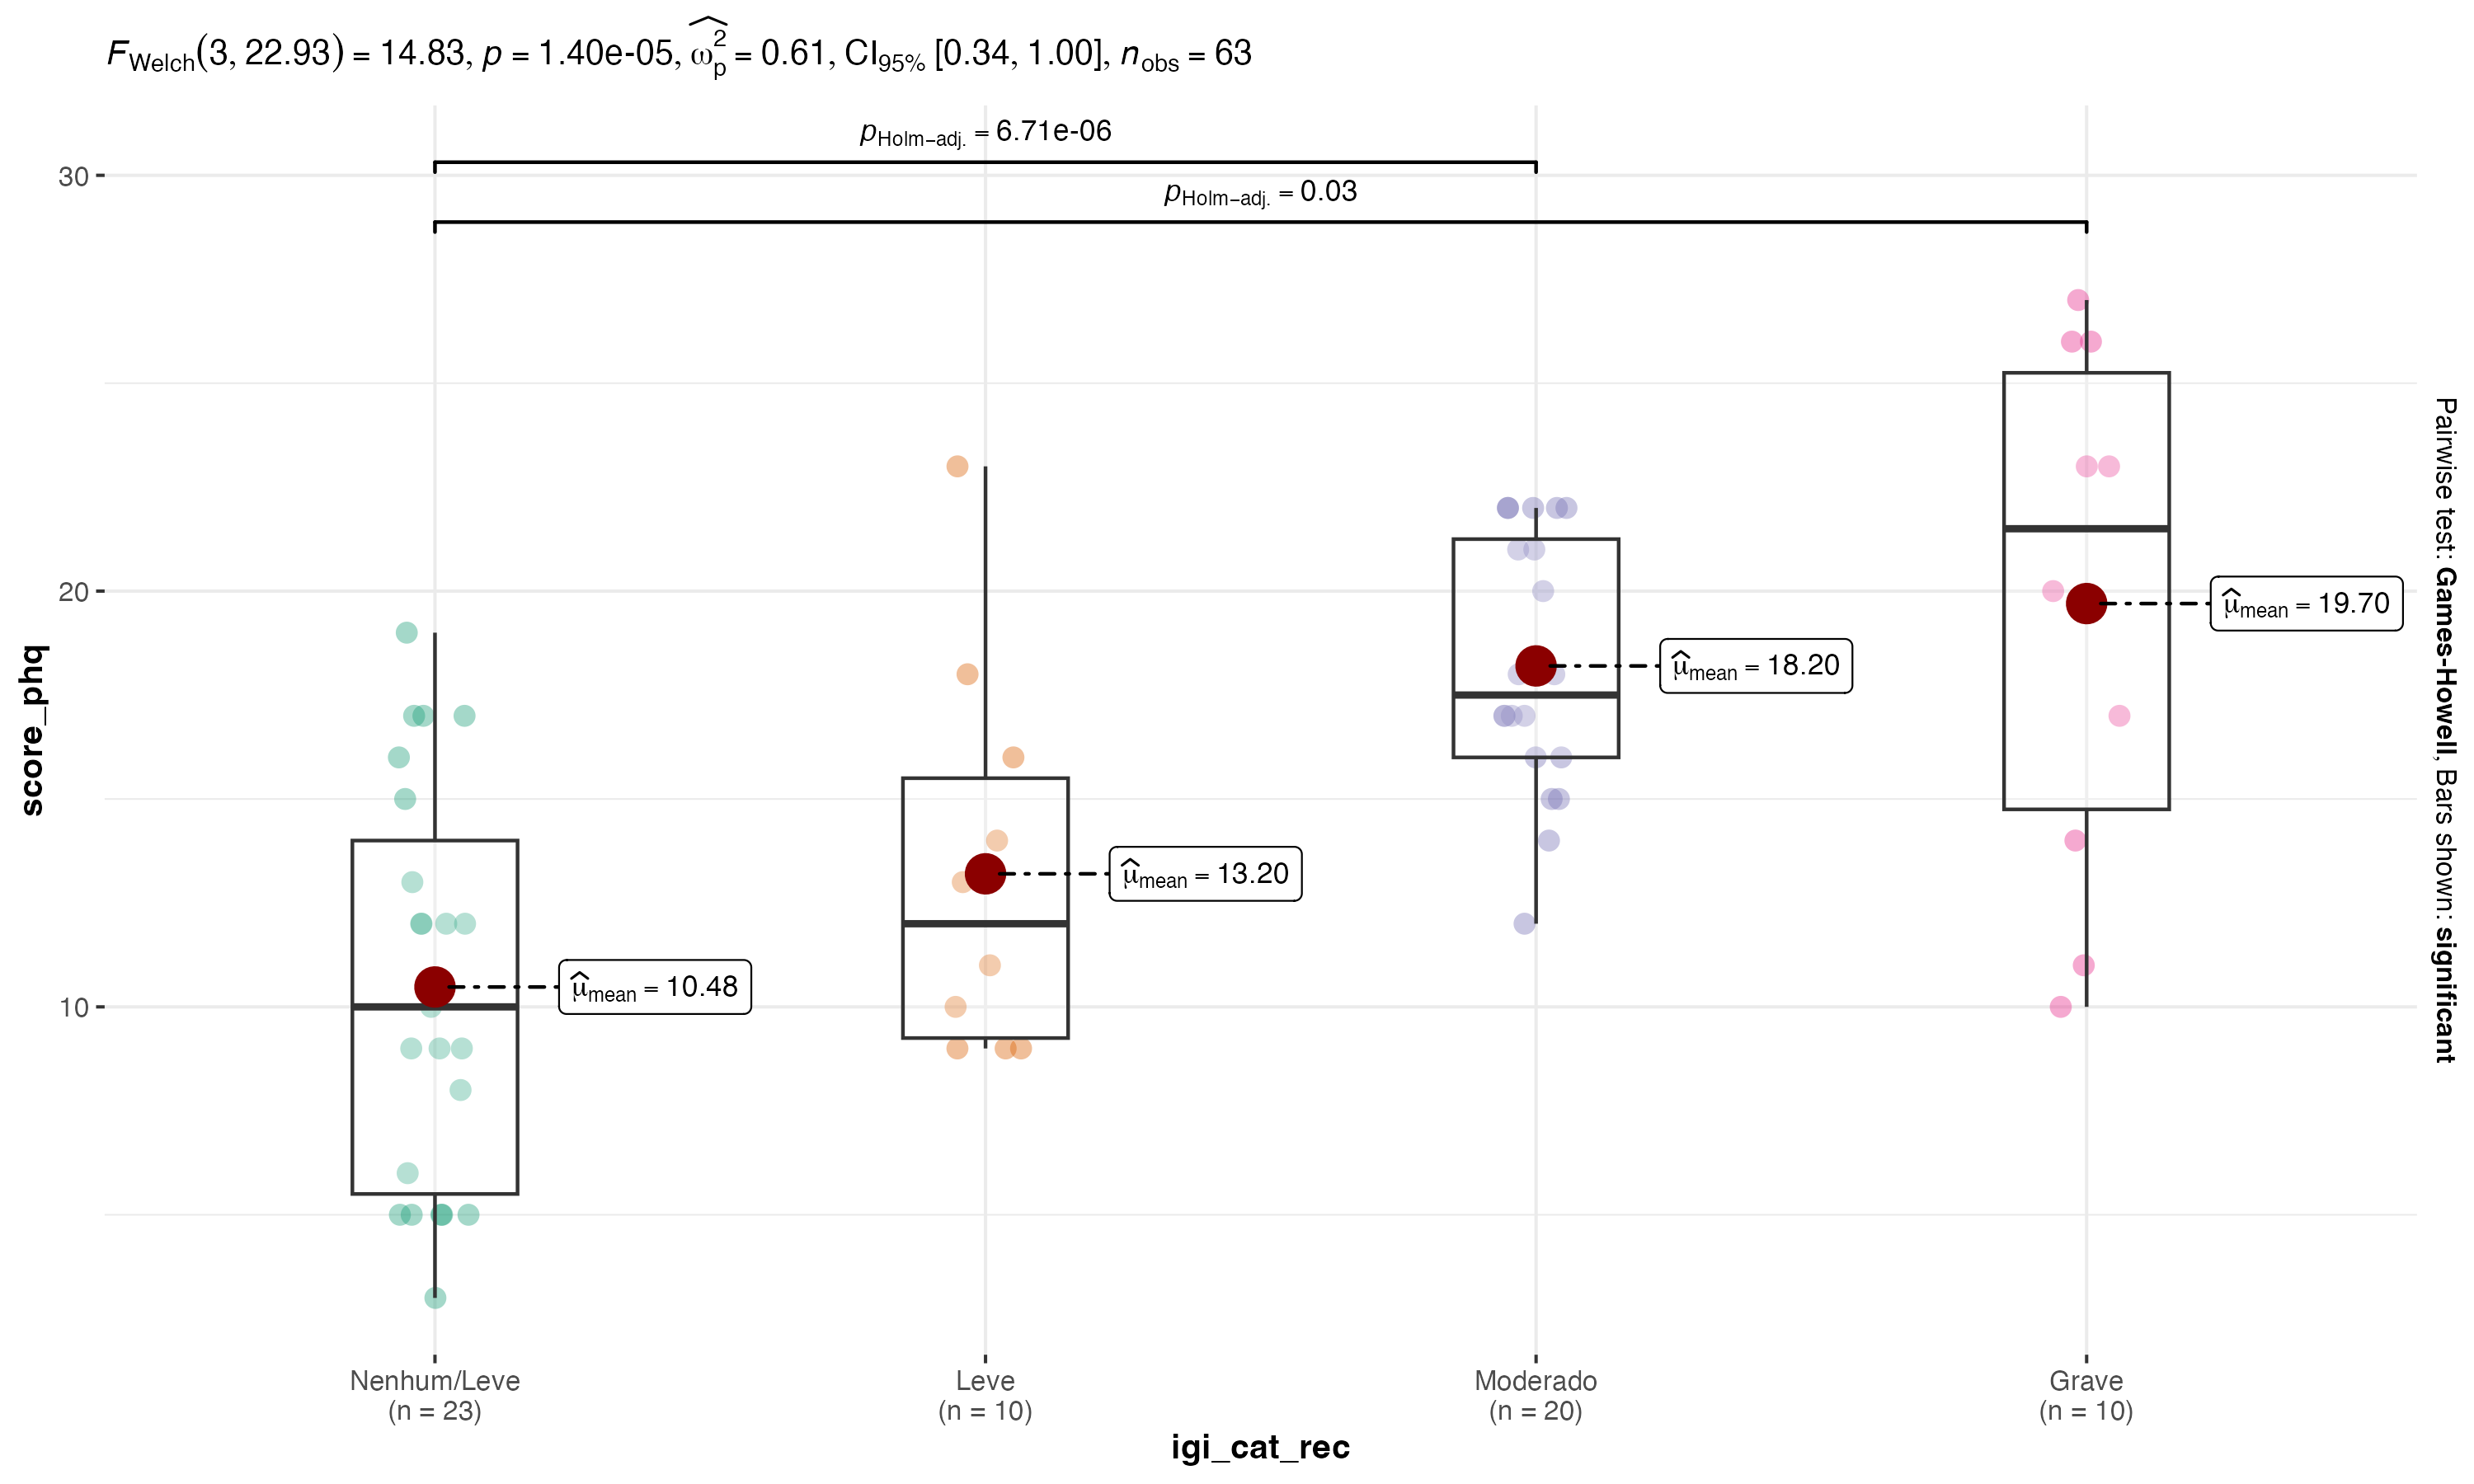 F_Welch(3, 22.93) = 14.83, p = 1.40e-05, ω̂²_p = 0.61, CI_95% [0.34, 1.00], n_obs = 63
p_Holm−adj. = 6.71e-06
p_Holm−adj. = 0.03
30
20
10
score_phq
μ̂_mean = 10.48
μ̂_mean = 13.20
μ̂_mean = 18.20
μ̂_mean = 19.70
Pairwise test: Games-Howell, Bars shown: significant
Nenhum/Leve
(n = 23)
Leve
(n = 10)
Moderado
(n = 20)
Grave
(n = 10)
igi_cat_rec